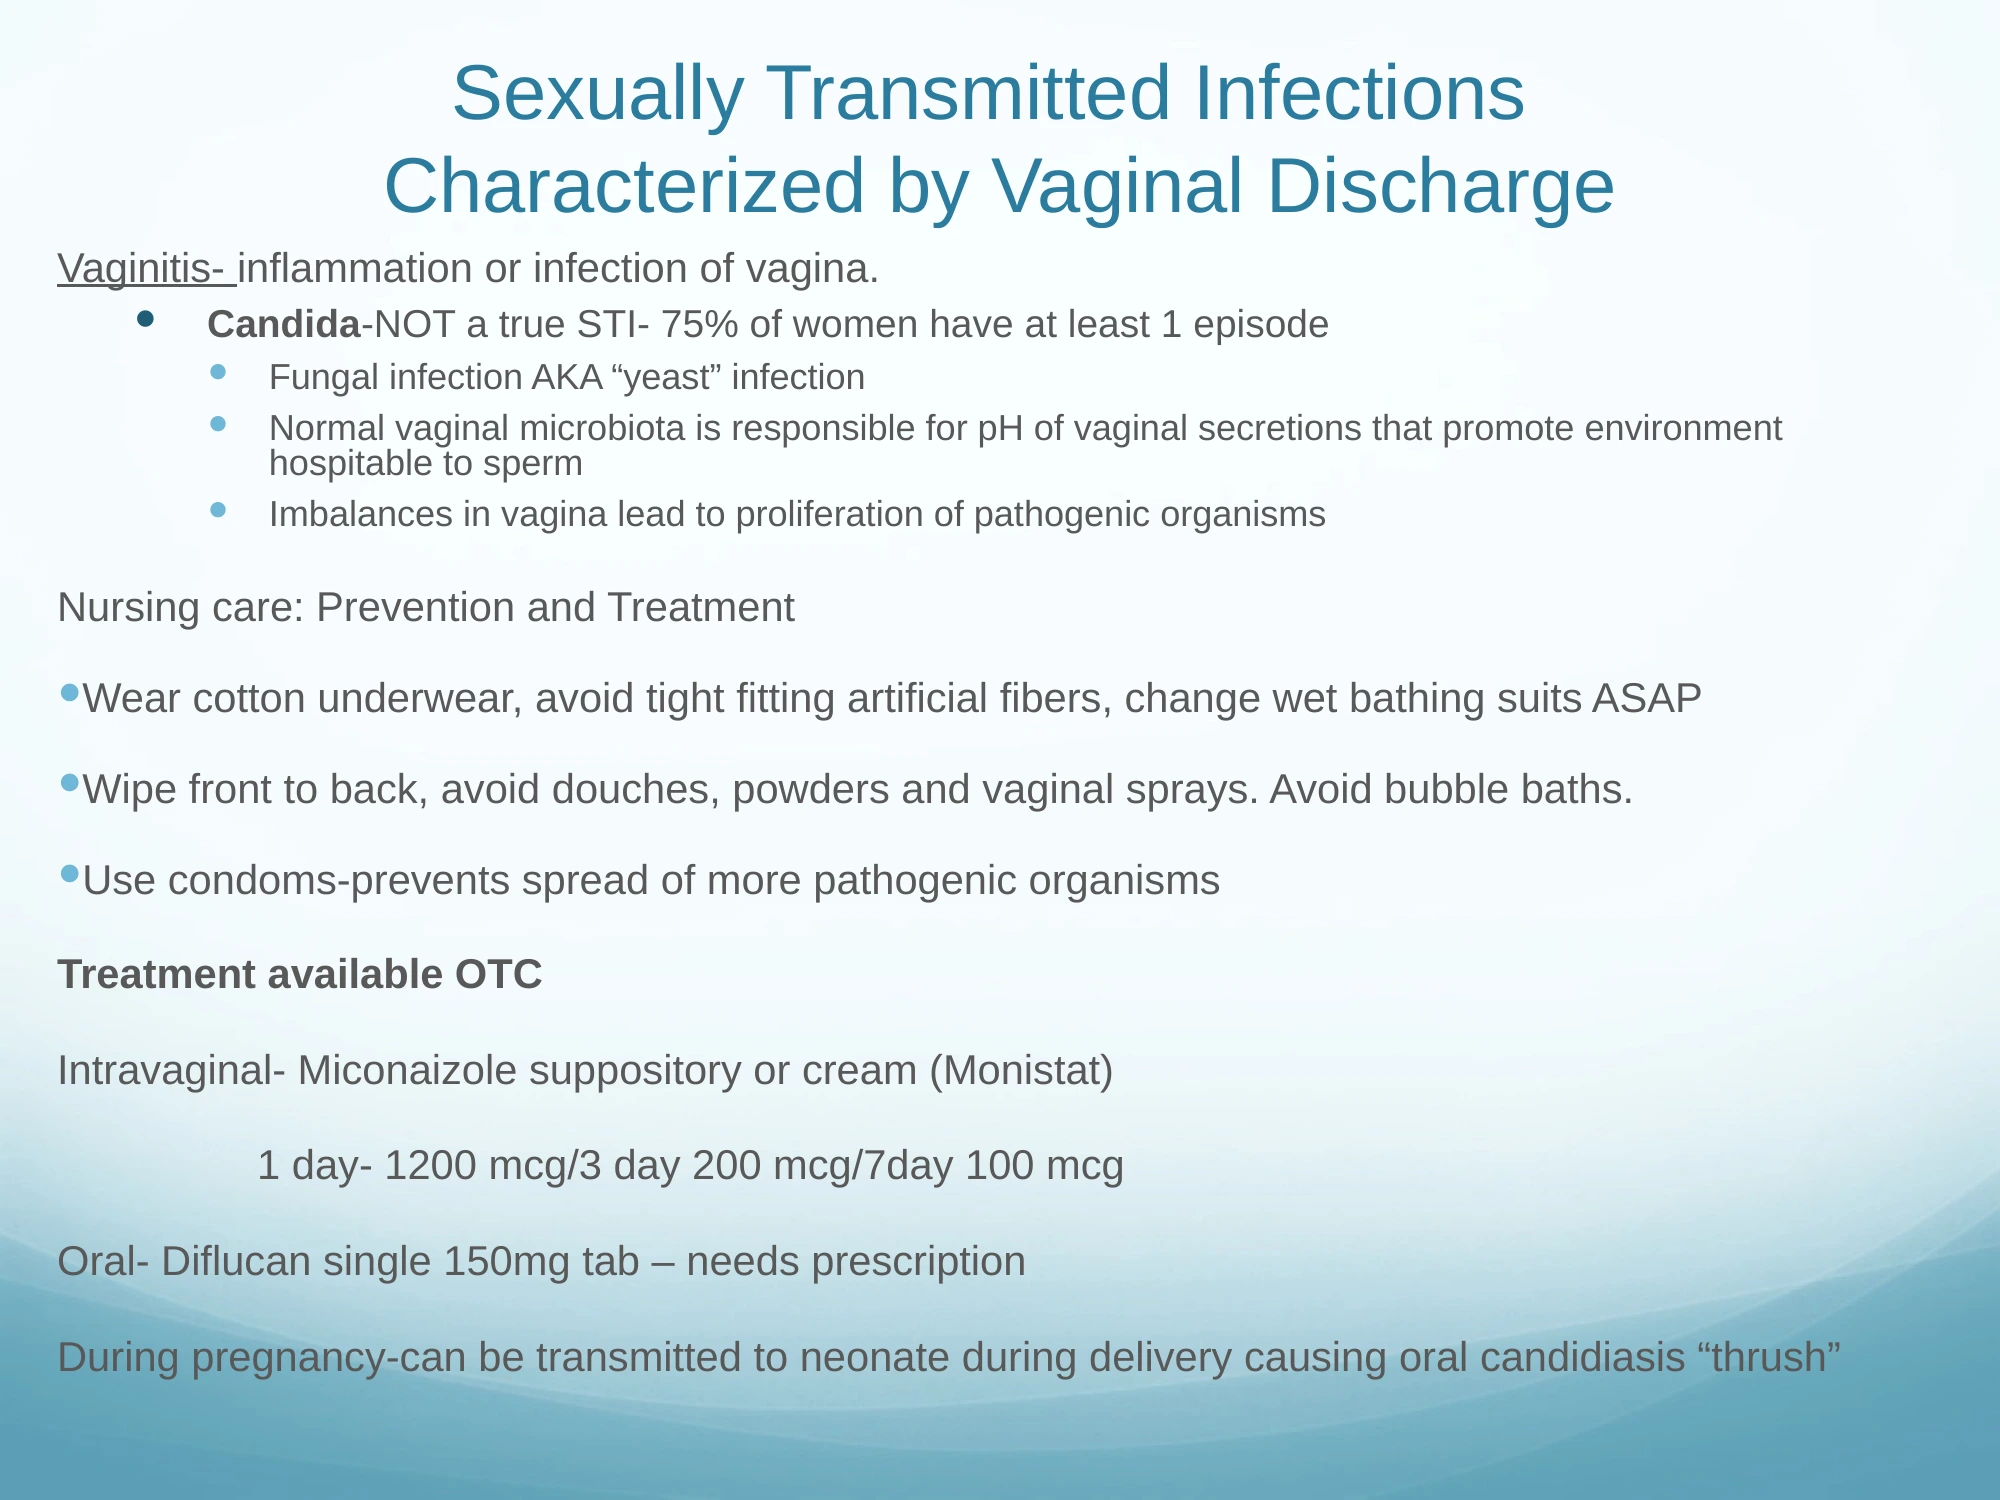 Sexually Transmitted Infections
Characterized by Vaginal Discharge
Vaginitis- inflammation or infection of vagina.
• Candida-NOT a true STI- 75% of women have at least 1 episode
• Fungal infection AKA “yeast” infection
• Normal vaginal microbiota is responsible for pH of vaginal secretions that promote environment
hospitable to sperm
• Imbalances in vagina lead to proliferation of pathogenic organisms
Nursing care: Prevention and Treatment
•Wear cotton underwear, avoid tight fitting artificial fibers, change wet bathing suits ASAP
•Wipe front to back, avoid douches, powders and vaginal sprays. Avoid bubble baths.
•Use condoms-prevents spread of more pathogenic organisms
Treatment available OTC
Intravaginal- Miconaizole suppository or cream (Monistat)
1 day- 1200 mcg/3 day 200 mcg/7day 100 mcg
Oral- Diflucan single 150mg tab – needs prescription
During pregnancy-can be transmitted to neonate during delivery causing oral candidiasis “thrush”